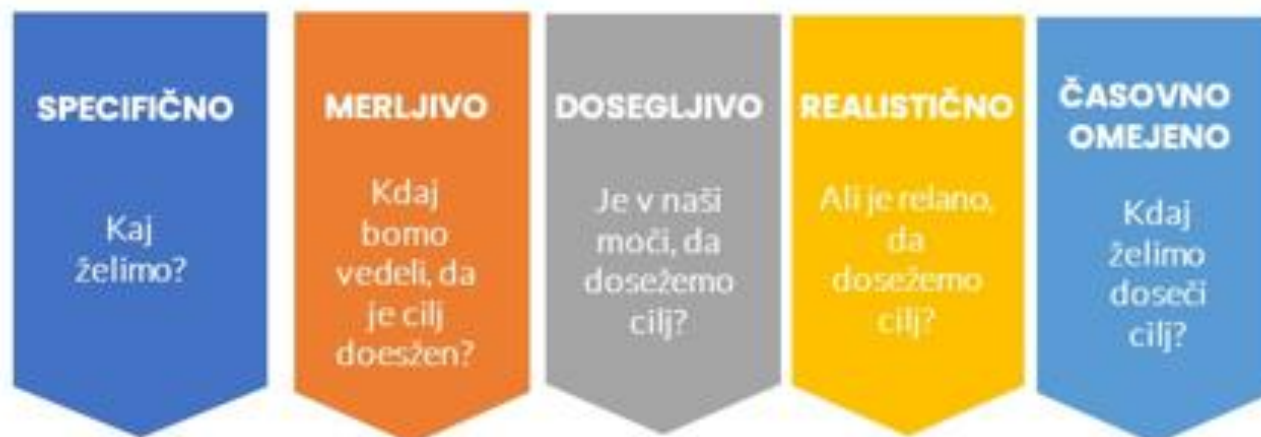 SPECIFIČNO
Kaj
želimo?
MERLJIVO
Kdaj
bomo
vedeli, da
je cilj
doesžen?
DOSEGLJIVO
Je v naši
moči, da
dosežemo
cilj?
REALISTIČNO
Ali je relano,
da
dosežemo
cilj?
ČASOVNO
OMEJENO
Kdaj
želimo
doseči
cilj?